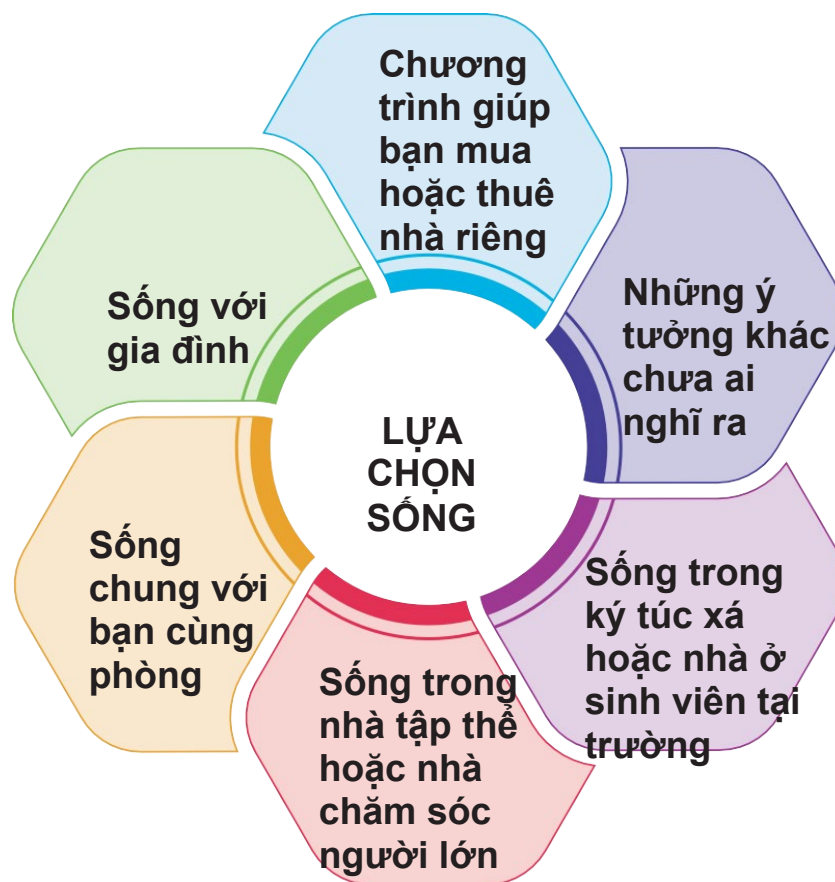 Chương
trình giúp
bạn mua
hoặc thuê
nhà riêng
Những ý
tưởng khác
chưa ai
nghĩ ra
Sống trong
ký túc xá
hoặc nhà ở
sinh viên tại
trường
Sống trong
nhà tập thể
hoặc nhà
chăm sóc
người lớn
Sống
chung với
bạn cùng
phòng
Sống với
gia đình
LỰA
CHỌN
SỐNG